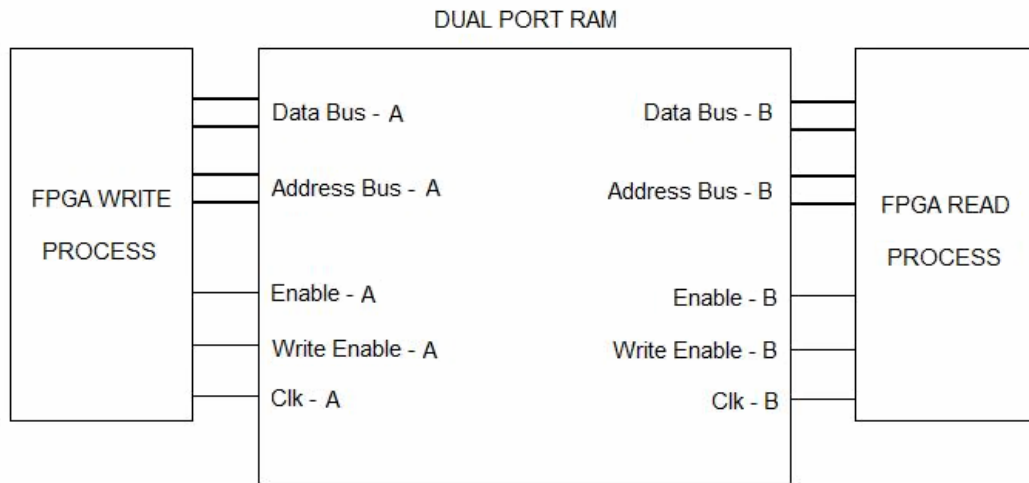 DUAL PORT RAM
FPGA WRITE
PROCESS
Data Bus - A
Address Bus - A
Enable - A
Write Enable - A
Clk - A
Data Bus - B
Address Bus - B
Enable - B
Write Enable - B
Clk - B
FPGA READ
PROCESS